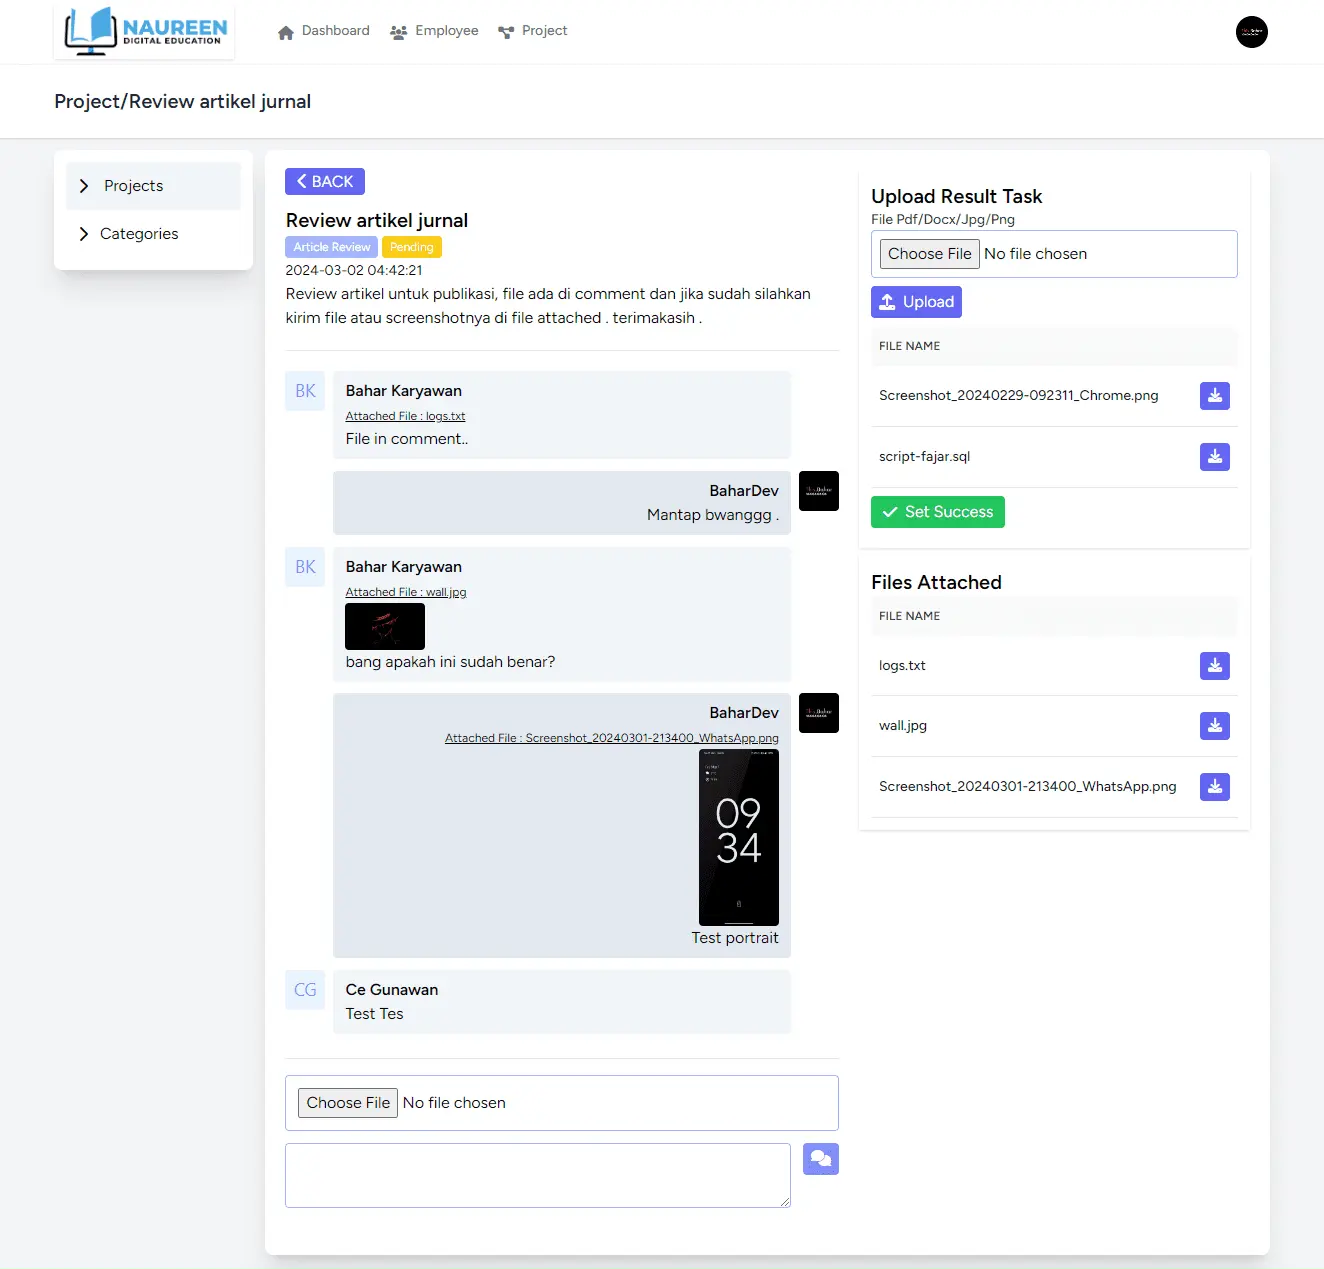 NAUREEN
DIGITAL EDUCATION
Dashboard
Employee
Project
Project/Review artikel jurnal
Projects
Categories
BACK
Review artikel jurnal
Article Review
Pending
2024-03-02 04:42:21
Review artikel untuk publikasi, file ada di comment dan jika sudah silahkan
kirim file atau screenshotnya di file attached . terimakasih .
BK
Bahar Karyawan
Attached File : logs.txt
File in comment..
BaharDev
Mantap bwanggg .
BK
Bahar Karyawan
Attached File : wall.jpg
bang apakah ini sudah benar?
BaharDev
Attached File : Screenshot_20240301-213400_WhatsApp.png
09
34
Test portrait
CG
Ce Gunawan
Test Tes
Choose File No file chosen
Upload Result Task
File Pdf/Docx/Jpg/Png
Choose File No file chosen
Upload
FILE NAME
Screenshot_20240229-092311_Chrome.png
script-fajar.sql
Set Success
Files Attached
FILE NAME
logs.txt
wall.jpg
Screenshot_20240301-213400_WhatsApp.png